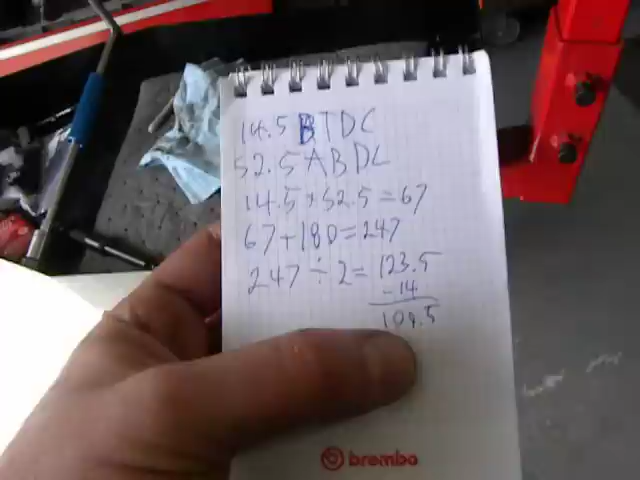 14.5 BTDC
52.5 ABDC
14.5 + 52.5 = 67
67 + 180 = 247
247 ÷ 2 = 123.5
- 14
109.5
brembo